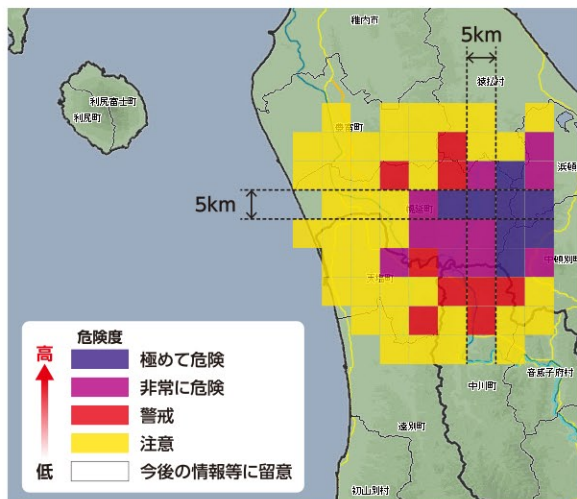 稚内市
5km
猿払村
利尻富士町
利尻町
豊富町
浜頓
5km
幌延町
中頓別町
天塩町
危険度
高
極めて危険
非常に危険
警戒
注意
低
今後の情報等に留意
音威子府村
中川町
遠別町
初山別村